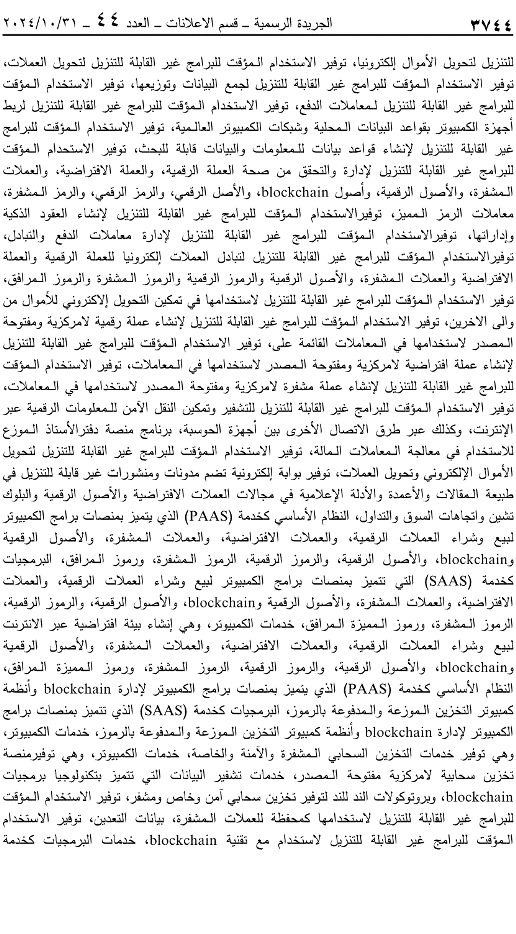 ٣٧٤٤ الجريدة الرسمية ــ قسم الاعلانات ــ العدد ٤٤ ــ ٢٠٢٤/١٠/٣١
للتنزيل لتحويل الأموال إلكترونيا، توفير الاستخدام المؤقت للبرامج غير القابلة للتنزيل لتحويل العملات،
توفير الاستخدام المؤقت للبرامج غير القابلة للتنزيل لجمع البيانات وتوزيعها، توفير الاستخدام المؤقت
للبرامج غير القابلة للتنزيل لمعاملات الدفع، توفير الاستخدام المؤقت للبرامج غير القابلة للتنزيل لربط
أجهزة الكمبيوتر بقواعد البيانات المحلية وشبكات الكمبيوتر العالمية، توفير الاستخدام المؤقت للبرامج
غير القابلة للتنزيل لإنشاء قواعد بيانات للمعلومات والبيانات قابلة للبحث، توفير الاستحدام المؤقت
للبرامج غير القابلة للتنزيل لإدارة والتحقق من صحة العملة الرقمية، والعملة الافتراضية، والعملات
المشفرة، والأصول الرقمية، وأصول blockchain، والأصل الرقمي، والرمز الرقمي، والرمز المشفرة،
معاملات الرمز المميز، توفيرالاستخدام المؤقت للبرامج غير القابلة للتنزيل لإنشاء العقود الذكية
وإداراتها، توفيرالاستخدام المؤقت للبرامج غير القابلة للتنزيل لإدارة معاملات الدفع والتبادل،
توفيرالاستخدام المؤقت للبرامج غير القابلة للتنزيل لتبادل العملات إلكترونيا للعملة الرقمية والعملة
الافتراضية والعملات المشفرة، والأصول الرقمية والرموز الرقمية والرموز المشفرة والرموز المرافق،
توفير الاستخدام المؤقت للبرامج غير القابلة للتنزيل لاستخدامها في تمكين التحويل الإلاكتروني للأموال من
والى الاخرين، توفير الاستخدام المؤقت للبرامج غير القابلة للتنزيل لإنشاء عملة رقمية لامركزية ومفتوحة
المصدر لاستخدامها في المعاملات القائمة على، توفير الاستخدام المؤقت للبرامج غير القابلة للتنزيل
لإنشاء عملة افتراضية لامركزية ومفتوحة المصدر لاستخدامها في المعاملات، توفير الاستخدام المؤقت
للبرامج غير القابلة للتنزيل لإنشاء عملة مشفرة لامركزية ومفتوحة المصدر لاستخدامها في المعاملات،
توفير الاستخدام المؤقت للبرامج غير القابلة للتنزيل للتشفير وتمكين النقل الآمن للمعلومات الرقمية عبر
الإنترنت، وكذلك عبر طرق الاتصال الأخرى بين أجهزة الحوسبة، برنامج منصة دفترالأستاذ الموزع
للاستخدام في معالجة المعاملات المالة، توفير الاستخدام المؤقت للبرامج غير القابلة للتنزيل لتحويل
الأموال الإلكتروني وتحويل العملات، توفير بوابة إلكترونية تضم مدونات ومنشورات غير قابلة للتنزيل في
طبيعة المقالات والأعمدة والأدلة الإعلامية في مجالات العملات الافتراضية والأصول الرقمية والبلوك
تشين واتجاهات السوق والتداول، النظام الأساسي كخدمة (PAAS) الذي يتميز بمنصات برامج الكمبيوتر
لبيع وشراء العملات الرقمية، والعملات الافتراضية، والعملات المشفرة، والأصول الرقمية
وblockchain، والأصول الرقمية، والرموز الرقمية، الرموز المشفرة، ورموز المرافق، البرمجيات
كخدمة (SAAS) التي تتميز بمنصات برامج الكمبيوتر لبيع وشراء العملات الرقمية، والعملات
الافتراضية، والعملات المشفرة، والأصول الرقمية وblockchain، والأصول الرقمية، والرموز الرقمية،
الرموز المشفرة، ورموز المميزة المرافق، خدمات الكمبيوتر، وهي إنشاء بيئة افتراضية عبر الانترنت
لبيع وشراء العملات الرقمية، والعملات الافتراضية، والعملات المشفرة، والأصول الرقمية
وblockchain، والأصول الرقمية، والرموز الرقمية، الرموز المشفرة، ورموز المميزة المرافق،
النظام الأساسي كخدمة (PAAS) الذي يتميز بمنصات برامج الكمبيوتر لإدارة blockchain وأنظمة
كمبيوتر التخزين الموزعة والمدفوعة بالرموز، البرمجيات كخدمة (SAAS) الذي تتميز بمنصات برامج
الكمبيوتر لإدارة blockchain وأنظمة كمبيوتر التخزين الموزعة والمدفوعة بالرموز، خدمات الكمبيوتر،
وهي توفير خدمات التخزين السحابي المشفرة والآمنة والخاصة، خدمات الكمبيوتر، وهي توفيرمنصة
تخزين سحابية لامركزية مفتوحة المصدر، خدمات تشفير البيانات التي تتميز بتكنولوجيا برمجيات
blockchain، وبروتوكولات الند للند لتوفير تخزين سحابي آمن وخاص ومشفر، توفير الاستخدام المؤقت
للبرامج غير القابلة للتنزيل لاستخدامها كمحفظة للعملات المشفرة، بيانات التعدين، توفير الاستخدام
المؤقت للبرامج غير القابلة للتنزيل لاستخدام مع تقنية blockchain، خدمات البرمجيات كخدمة